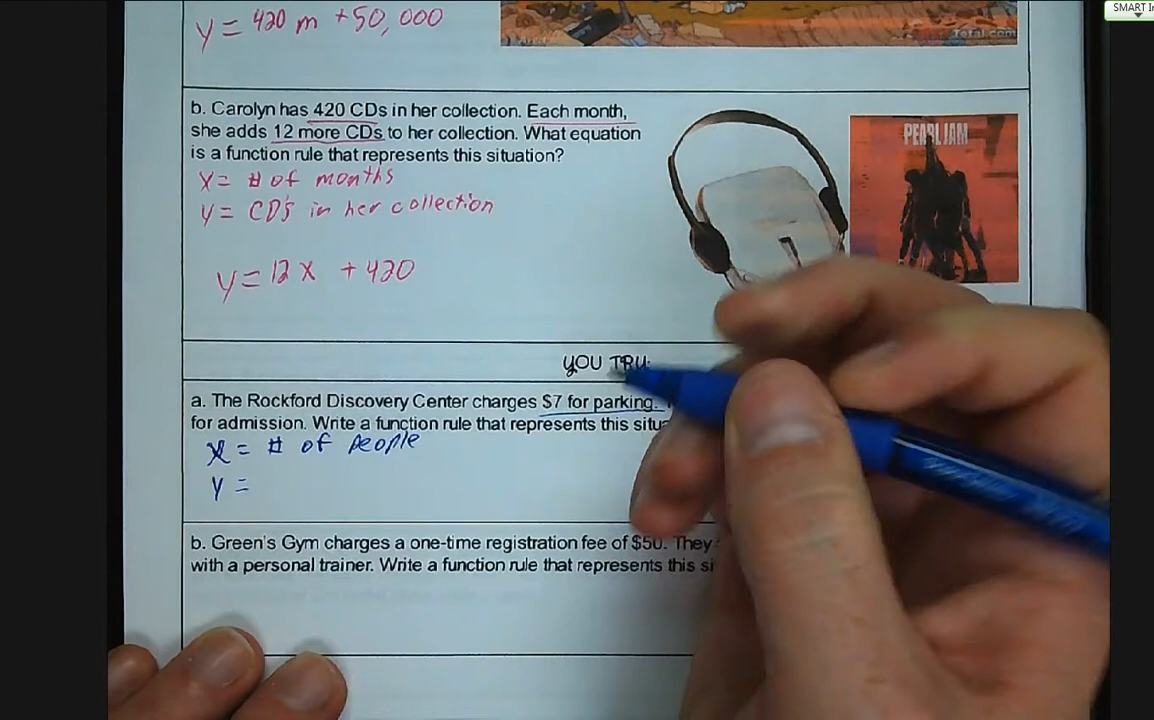 SMART In
y = 420 m + 50,000
Total.com
b. Carolyn has 420 CDs in her collection. Each month,
she adds 12 more CDs to her collection. What equation
is a function rule that represents this situation?
X = # of months
y = CD's in her collection
y = 12 x + 420
PEARL JAM
YOU TRY
a. The Rockford Discovery Center charges $7 for parking.
for admission. Write a function rule that represents this situ
X = # of People
y =
b. Green's Gym charges a one-time registration fee of $50. They
with a personal trainer. Write a function rule that represents this si